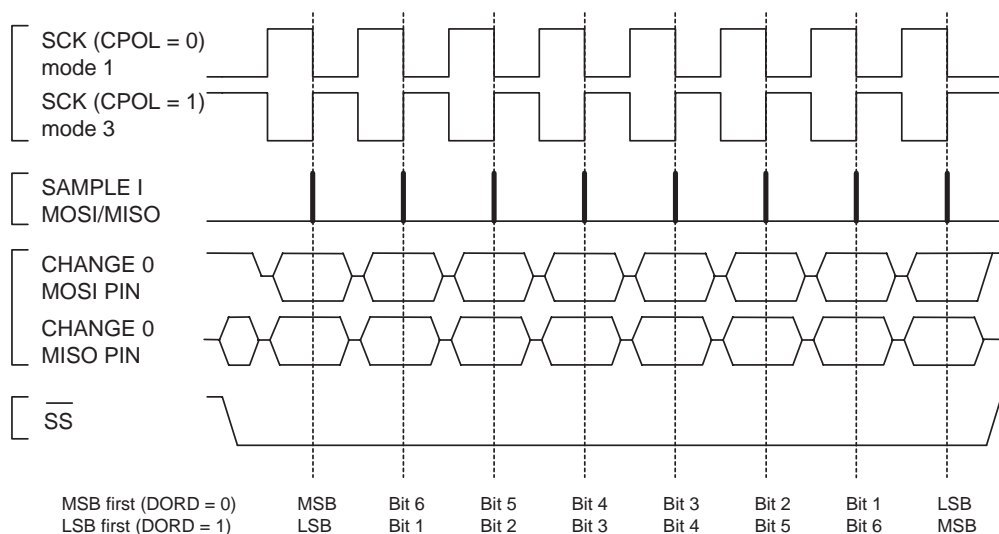 SCK (CPOL = 0)
mode 1
SCK (CPOL = 1)
mode 3
SAMPLE I
MOSI/MISO
CHANGE 0
MOSI PIN
CHANGE 0
MISO PIN
SS
MSB first (DORD = 0) MSB Bit 6 Bit 5 Bit 4 Bit 3 Bit 2 Bit 1 LSB
LSB first (DORD = 1) LSB Bit 1 Bit 2 Bit 3 Bit 4 Bit 5 Bit 6 MSB